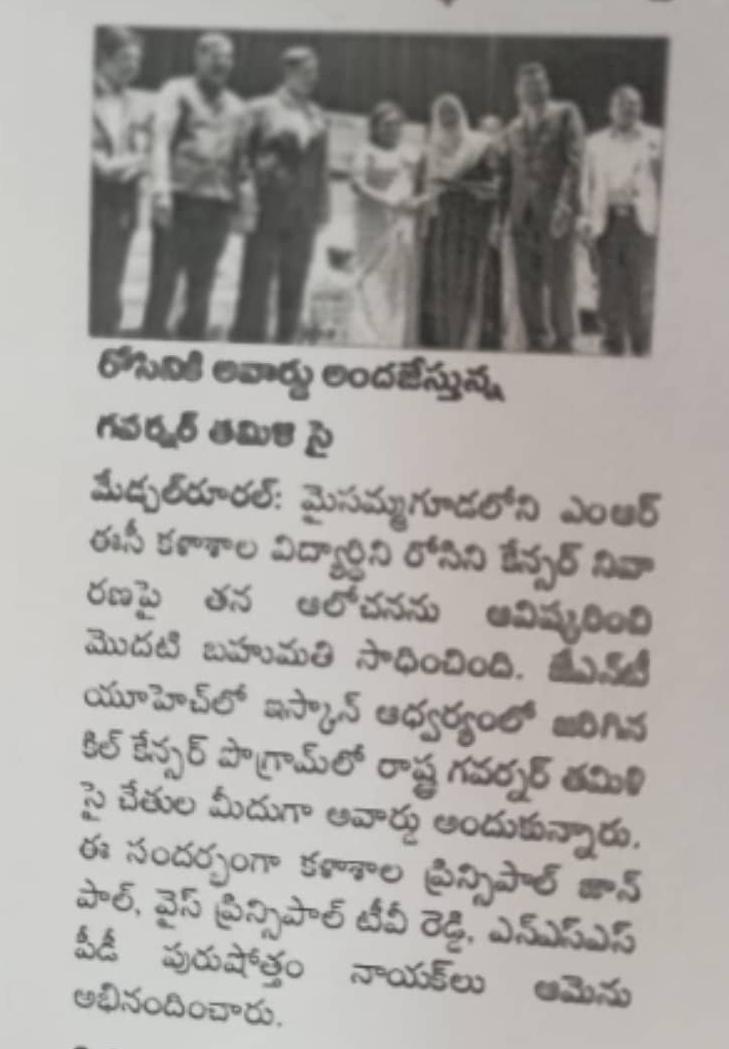 రోసినికి అవార్డు అందజేస్తున్న
గవర్నర్ తమిళి సై
మేడ్చల్‌రూరల్: మైసమ్మగూడలోని ఎంఆర్
ఈసీ కళాశాల విద్యార్థిని రోసిని కేన్సర్ నివా
రణపై తన ఆలోచనను ఆవిష్కరించి
మొదటి బహుమతి సాధించింది. జేఎన్‌టీ
యూహెచ్‌లో ఇస్కాన్ ఆధ్వర్యంలో జరిగిన
కిల్ కేన్సర్ పొగ్రామ్‌లో రాష్ట్ర గవర్నర్ తమిళి
సై చేతుల మీదుగా అవార్డు అందుకున్నారు.
ఈ సందర్భంగా కళాశాల ప్రిన్సిపాల్ జాన్
పాల్, వైస్ ప్రిన్సిపాల్ టీవీ రెడ్డి, ఎన్ఎస్ఎస్
పీడీ పురుషోత్తం నాయక్‌లు ఆమెను
అభినందించారు.